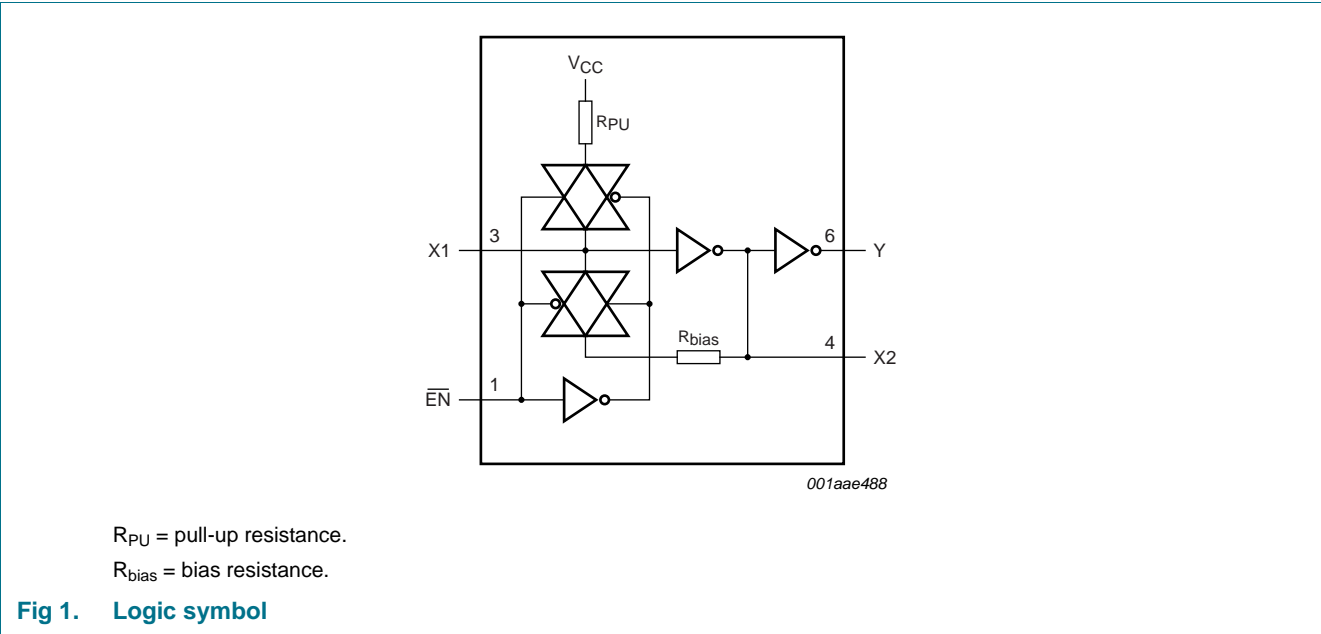 VCC
RPU
X1
3
6
Y
Rbias
4
X2
EN
1
001aae488
RPU = pull-up resistance.
Rbias = bias resistance.
Fig 1. Logic symbol